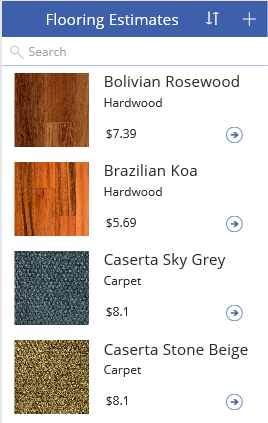 Flooring Estimates
Search
Bolivian Rosewood
Hardwood
$7.39
Brazilian Koa
Hardwood
$5.69
Caserta Sky Grey
Carpet
$8.1
Caserta Stone Beige
Carpet
$8.1